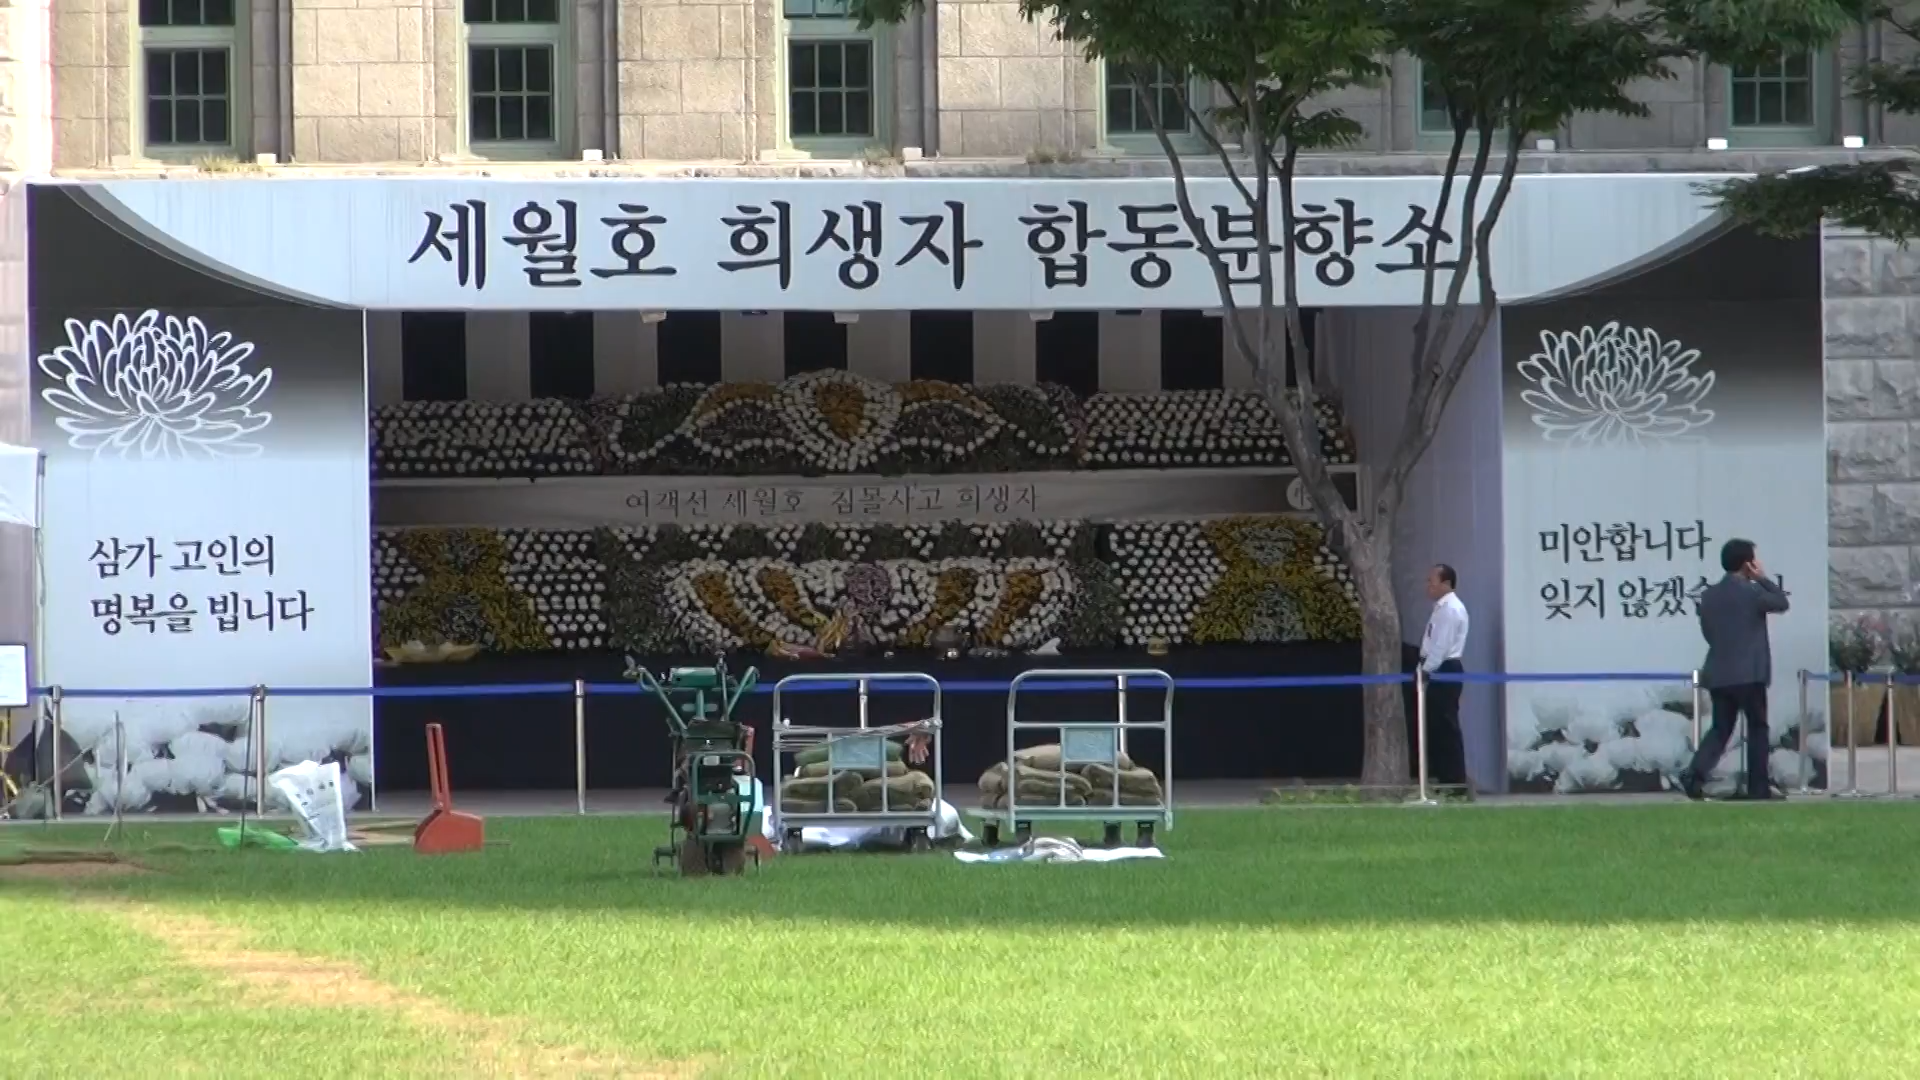 세월호 희생자 합동분향소
여객선 세월호 침몰사고 희생자
삼가 고인의
명복을 빕니다
미안합니다
잊지